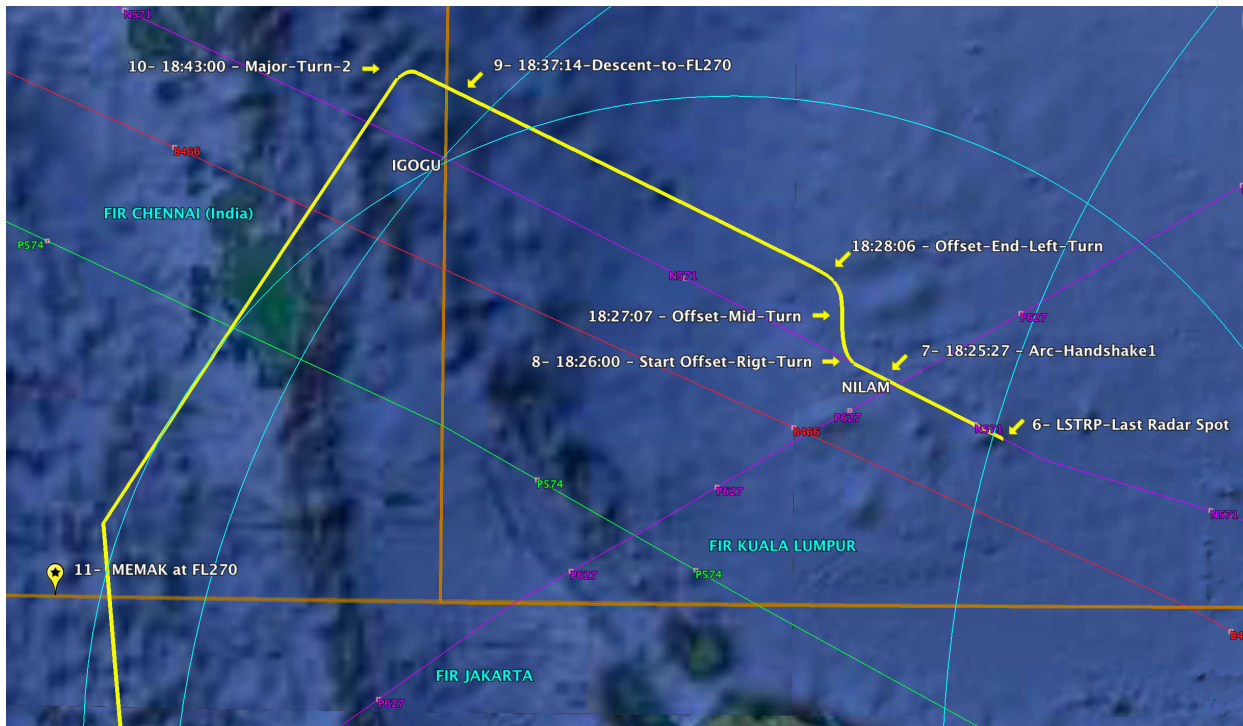 N571
10- 18:43:00 - Major-Turn-2
9- 18:37:14-Descent-to-FL270
B466
IGOGU
FIR CHENNAI (India)
P574
18:28:06 - Offset-End-Left-Turn
N571
18:27:07 - Offset-Mid-Turn
P627
8- 18:26:00 - Start Offset-Rigt-Turn
7- 18:25:27 - Arc-Handshake1
NILAM
P627
B466
N571
6- LSTRP-Last Radar Spot
P574
P627
N571
FIR KUALA LUMPUR
11- MEMAK at FL270
P627
P574
B4
FIR JAKARTA
P627